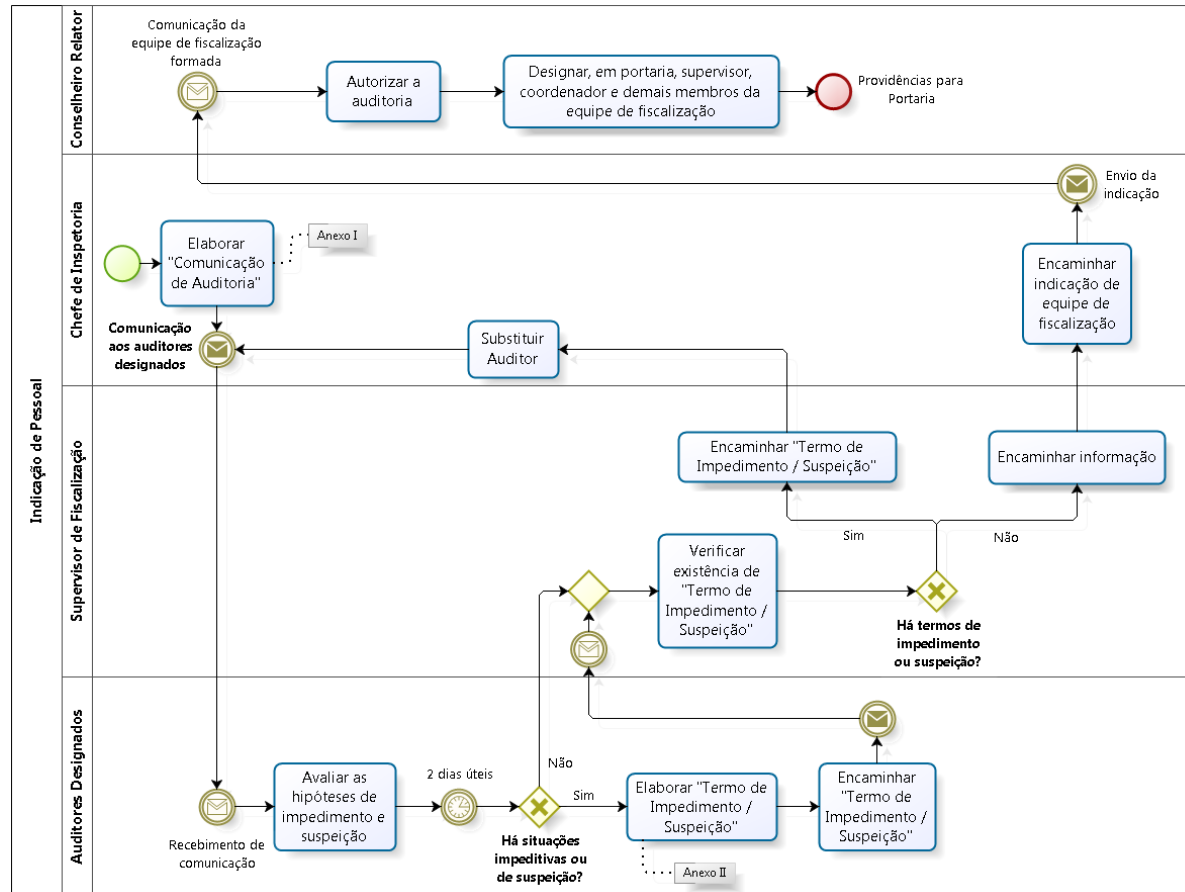 Indicação de Pessoal
Conselheiro Relator
Comunicação da
equipe de fiscalização
formada
Autorizar a
auditoria
Designar, em portaria, supervisor,
coordenador e demais membros da
equipe de fiscalização
Providências para
Portaria
Chefe de Inspetoria
Envio da
indicação
Elaborar
"Comunicação
de Auditoria"
Anexo I
Encaminhar
indicação de
equipe de
fiscalização
Comunicação
aos auditores
designados
Substituir
Auditor
Supervisor de Fiscalização
Encaminhar "Termo de
Impedimento / Suspeição"
Encaminhar informação
Sim
Não
Verificar
existência de
"Termo de
Impedimento /
Suspeição"
Há termos de
impedimento
ou suspeição?
Auditores Designados
Recebimento de
comunicação
Avaliar as
hipóteses de
impedimento e
suspeição
2 dias úteis
Não
Sim
Há situações
impeditivas ou
de suspeição?
Elaborar "Termo de
Impedimento /
Suspeição"
Anexo II
Encaminhar
"Termo de
Impedimento /
Suspeição"